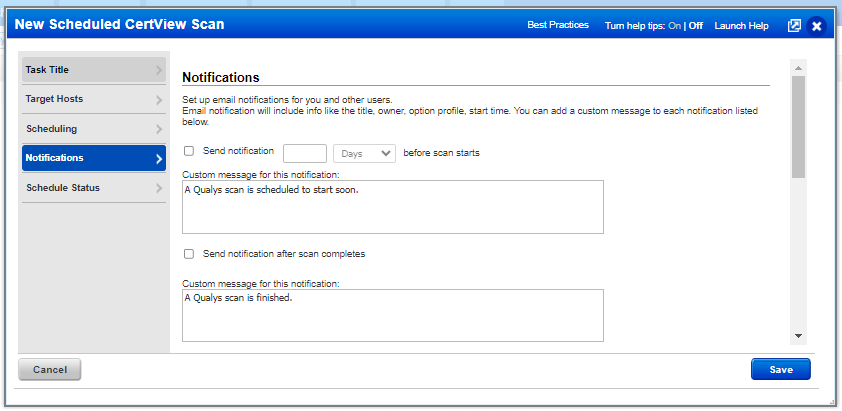 New Scheduled CertView Scan
Best Practices
Turn help tips: On | Off
Launch Help
Task Title
Target Hosts
Scheduling
Notifications
Schedule Status
Notifications
Set up email notifications for you and other users.
Email notification will include info like the title, owner, option profile, start time. You can add a custom message to each notification listed
below.
Send notification Days before scan starts
Custom message for this notification:
A Qualys scan is scheduled to start soon.
Send notification after scan completes
Custom message for this notification:
A Qualys scan is finished.
Cancel
Save